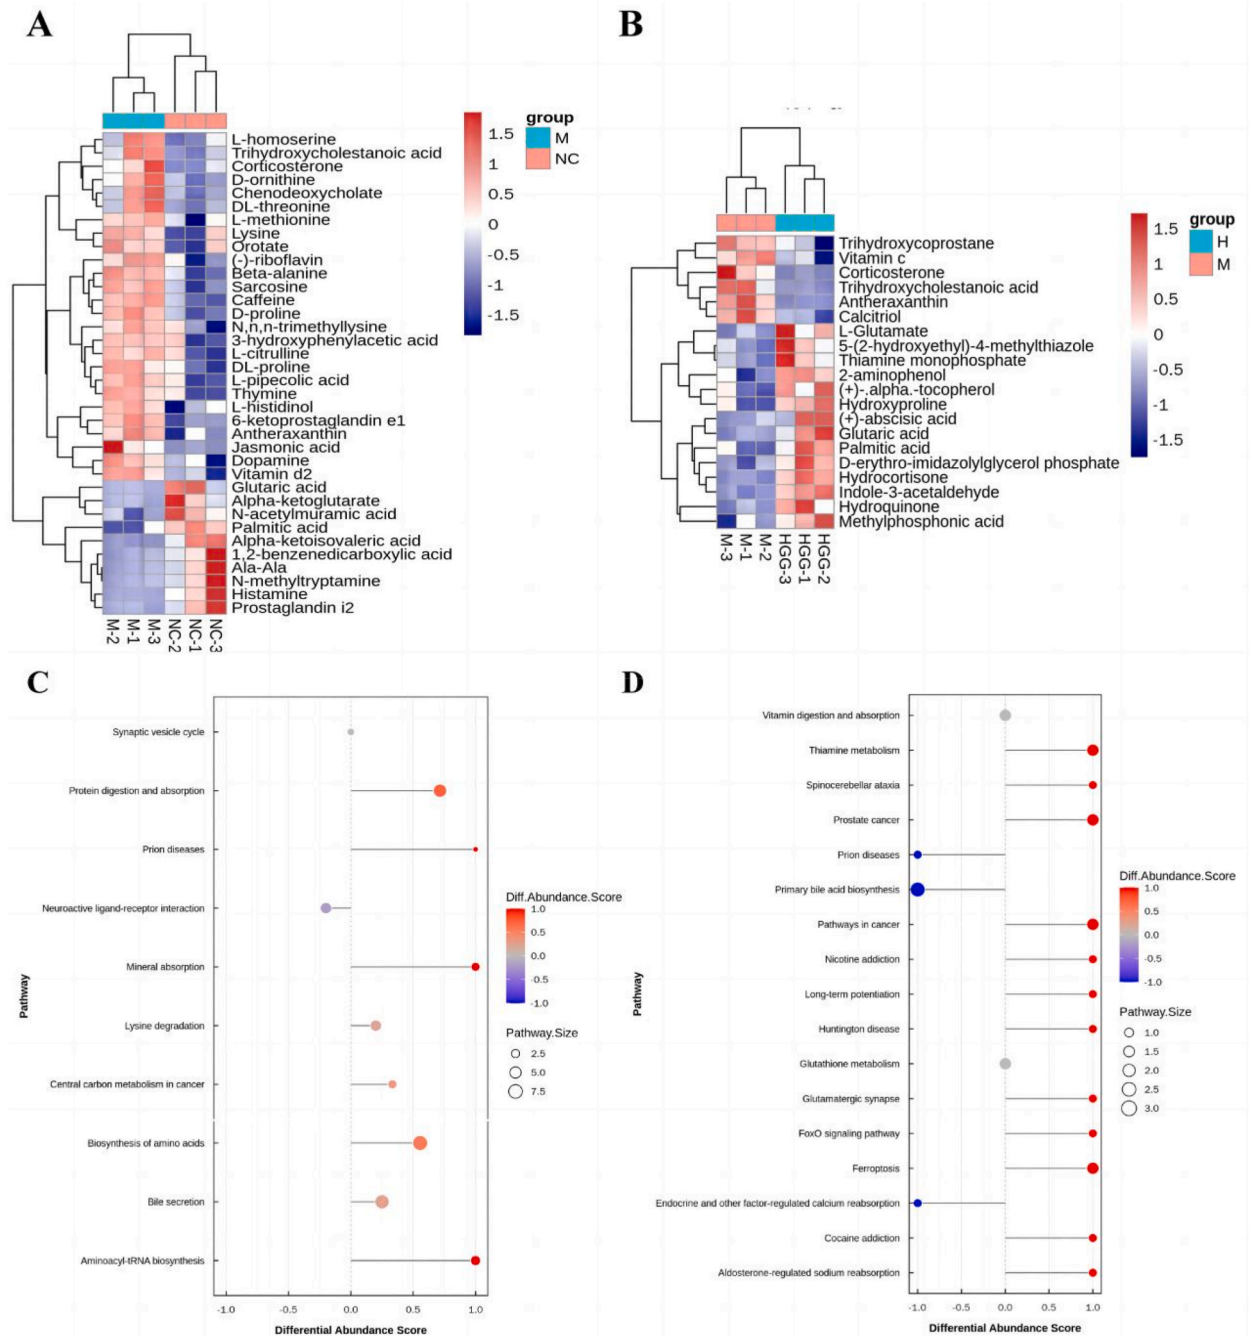 A
group
M
NC
1.5
1
0.5
0
-0.5
-1
-1.5
L-homoserine
Trihydroxycholestanoic acid
Corticosterone
D-ornithine
Chenodeoxycholate
DL-threonine
L-methionine
Lysine
Orotate
(-)-riboflavin
Beta-alanine
Sarcosine
Caffeine
D-proline
N,n,n-trimethyllysine
3-hydroxyphenylacetic acid
L-citrulline
DL-proline
L-pipecolic acid
Thymine
L-histidinol
6-ketoprostaglandin e1
Antheraxanthin
Jasmonic acid
Dopamine
Vitamin d2
Glutaric acid
Alpha-ketoglutarate
N-acetylmuramic acid
Palmitic acid
Alpha-ketoisovaleric acid
1,2-benzenedicarboxylic acid
Ala-Ala
N-methyltryptamine
Histamine
Prostaglandin i2
M-2
M-1
M-3
NC-2
NC-1
NC-3
B
group
H
M
1.5
1
0.5
0
-0.5
-1
-1.5
Trihydroxycoprostane
Vitamin c
Corticosterone
Trihydroxycholestanoic acid
Antheraxanthin
Calcitriol
L-Glutamate
5-(2-hydroxyethyl)-4-methylthiazole
Thiamine monophosphate
2-aminophenol
(+)-.alpha.-tocopherol
Hydroxyproline
(+)-abscisic acid
Glutaric acid
Palmitic acid
D-erythro-imidazolylglycerol phosphate
Hydrocortisone
Indole-3-acetaldehyde
Hydroquinone
Methylphosphonic acid
M-3
M-1
M-2
HGG-3
HGG-1
HGG-2
C
Pathway
Synaptic vesicle cycle
Protein digestion and absorption
Prion diseases
Neuroactive ligand-receptor interaction
Mineral absorption
Lysine degradation
Central carbon metabolism in cancer
Biosynthesis of amino acids
Bile secretion
Aminoacyl-tRNA biosynthesis
-1.0 -0.5 0.0 0.5 1.0
Differential Abundance Score
Diff.Abundance.Score
1.0
0.5
0.0
-0.5
-1.0
Pathway.Size
2.5
5.0
7.5
D
Pathway
Vitamin digestion and absorption
Thiamine metabolism
Spinocerebellar ataxia
Prostate cancer
Prion diseases
Primary bile acid biosynthesis
Pathways in cancer
Nicotine addiction
Long-term potentiation
Huntington disease
Glutathione metabolism
Glutamatergic synapse
FoxO signaling pathway
Ferroptosis
Endocrine and other factor-regulated calcium reabsorption
Cocaine addiction
Aldosterone-regulated sodium reabsorption
-1.0 -0.5 0.0 0.5 1.0
Differential Abundance Score
Diff.Abundance.Score
1.0
0.5
0.0
-0.5
-1.0
Pathway.Size
1.0
1.5
2.0
2.5
3.0